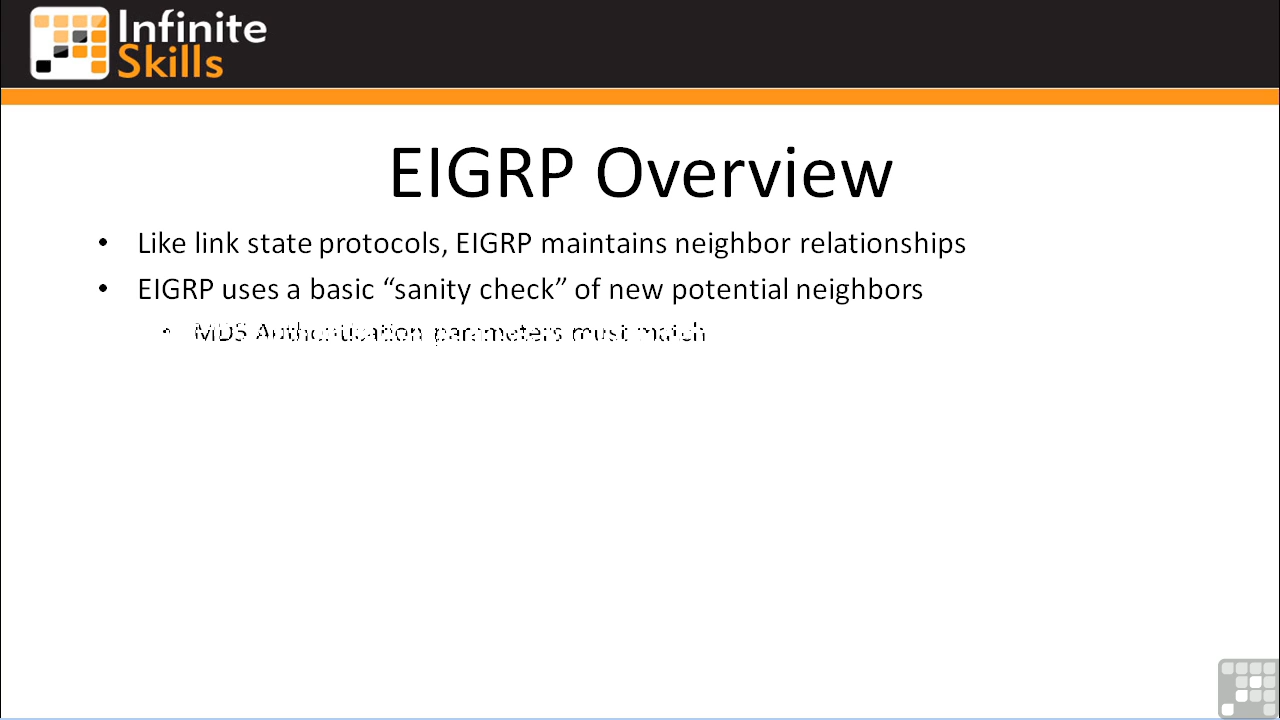 Infinite
Skills
EIGRP Overview
• Like link state protocols, EIGRP maintains neighbor relationships
• EIGRP uses a basic “sanity check” of new potential neighbors
• Authentication parameters must match